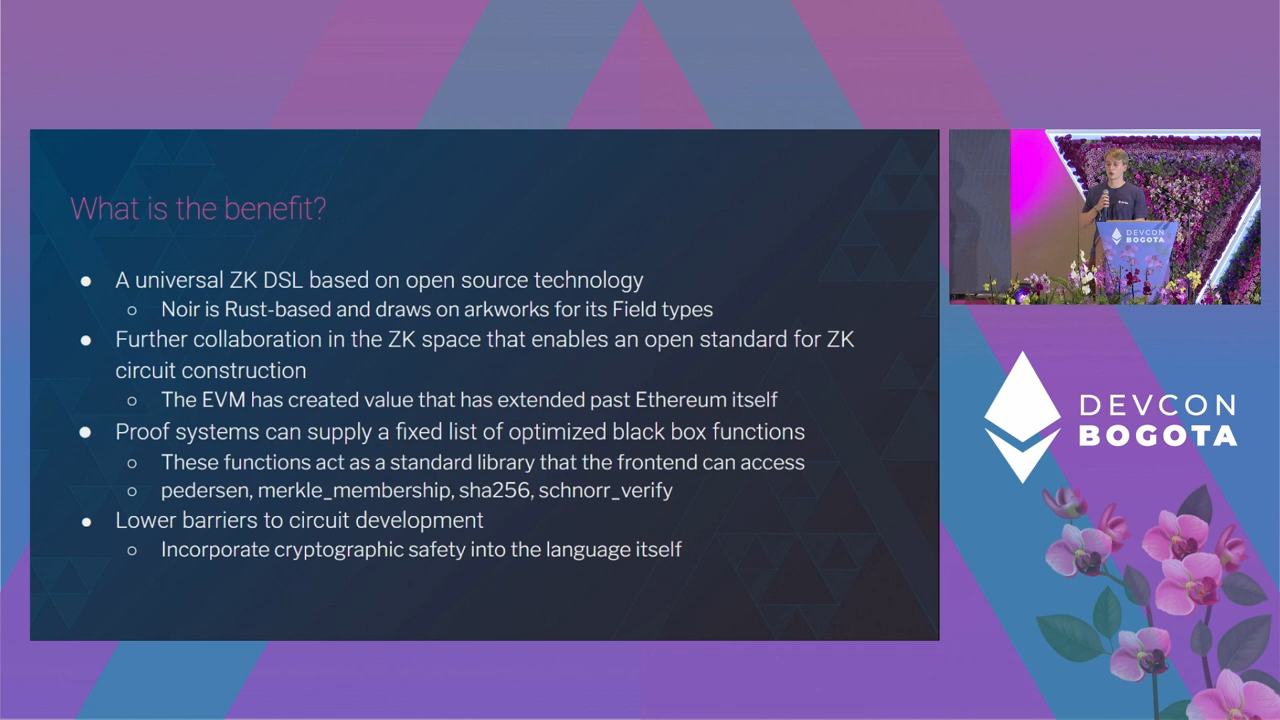 What is the benefit?
● A universal ZK DSL based on open source technology
○ Noir is Rust-based and draws on arkworks for its Field types
● Further collaboration in the ZK space that enables an open standard for ZK
circuit construction
○ The EVM has created value that has extended past Ethereum itself
● Proof systems can supply a fixed list of optimized black box functions
○ These functions act as a standard library that the frontend can access
○ pedersen, merkle_membership, sha256, schnorr_verify
● Lower barriers to circuit development
○ Incorporate cryptographic safety into the language itself
DEVCON
BOGOTA
DEVCON
BOGOTA